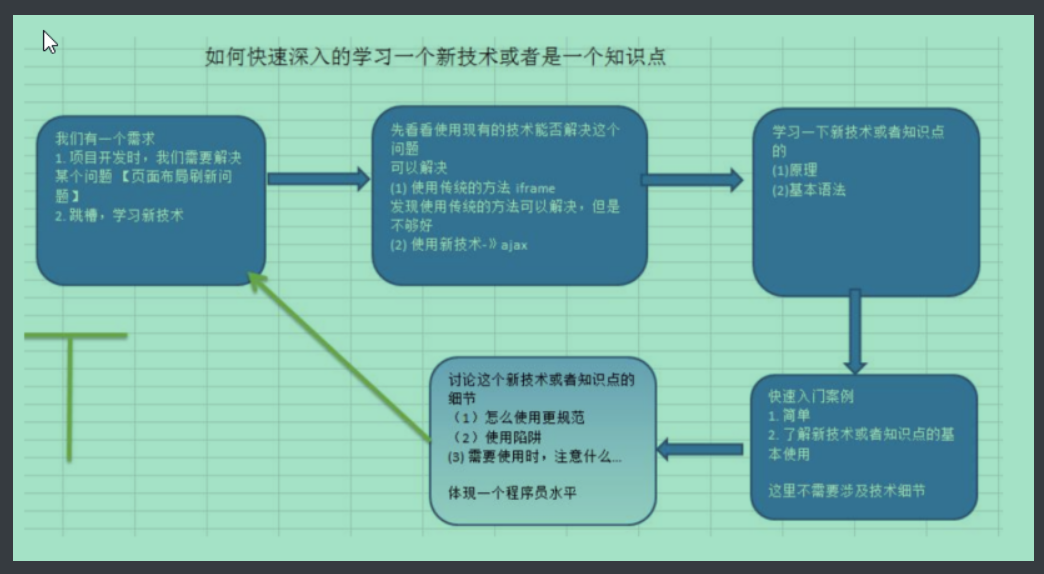 如何快速深入的学习一个新技术或者是一个知识点
我们有一个需求
1. 项目开发时，我们需要解决
某个问题 【页面布局刷新问
题】
2. 跳槽，学习新技术
先看看使用现有的技术能否解决这个
问题
可以解决
(1) 使用传统的方法 iframe
发现使用传统的方法可以解决，但是
不够好
(2) 使用新技术-》ajax
学习一下新技术或者知识点
的
(1)原理
(2)基本语法
快速入门案例
1. 简单
2. 了解新技术或者知识点的基
本使用
这里不需要涉及技术细节
讨论这个新技术或者知识点的
细节
（1）怎么使用更规范
（2）使用陷阱
(3) 需要使用时，注意什么...
体现一个程序员水平